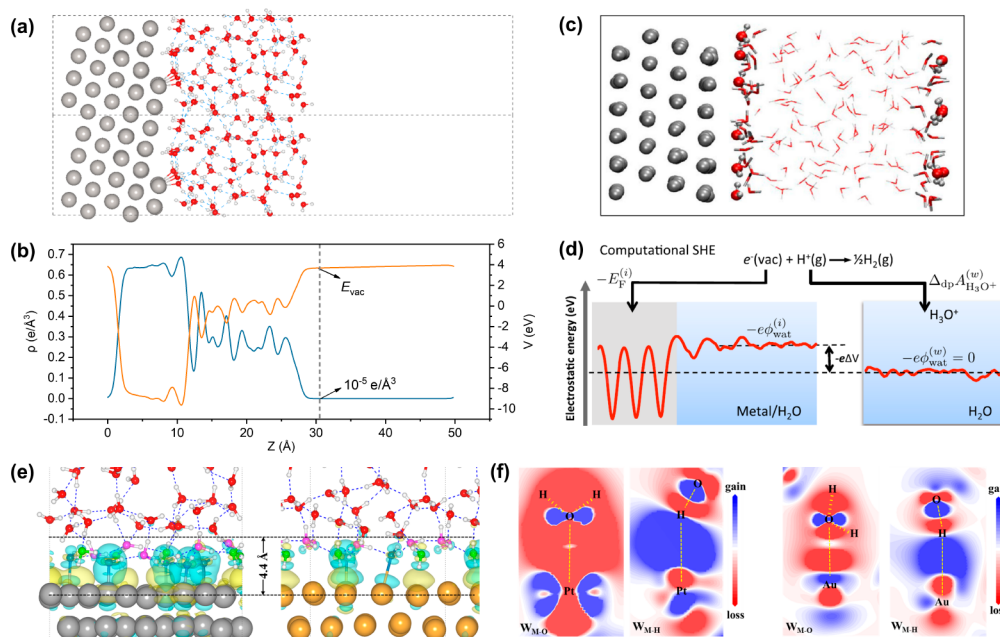 (a)
(b)
ρ (e/Å³)
0.7
0.6
0.5
0.4
0.3
0.2
0.1
0.0
-0.1
E_vac
10⁻⁵ e/Å³
6
4
2
0
-2
-4
-6
-8
-10
V (eV)
0 10 20 30 40 50
Z (Å)
(c)
(d)
Computational SHE
e⁻(vac) + H⁺(g) → ½H₂(g)
−E_F^(i)
Δ_dp A_H₃O⁺^(w)
Electrostatic energy (eV)
H₃O⁺
−eϕ_wat^(i)
-eΔV
−eϕ_wat^(w) = 0
Metal/H₂O
H₂O
(e)
4.4 Å
(f)
H H
O
Pt
W_M-O
O
H
Pt
W_M-H
gain
loss
H
O
H
Au
O
H
Au
W_M-H
loss